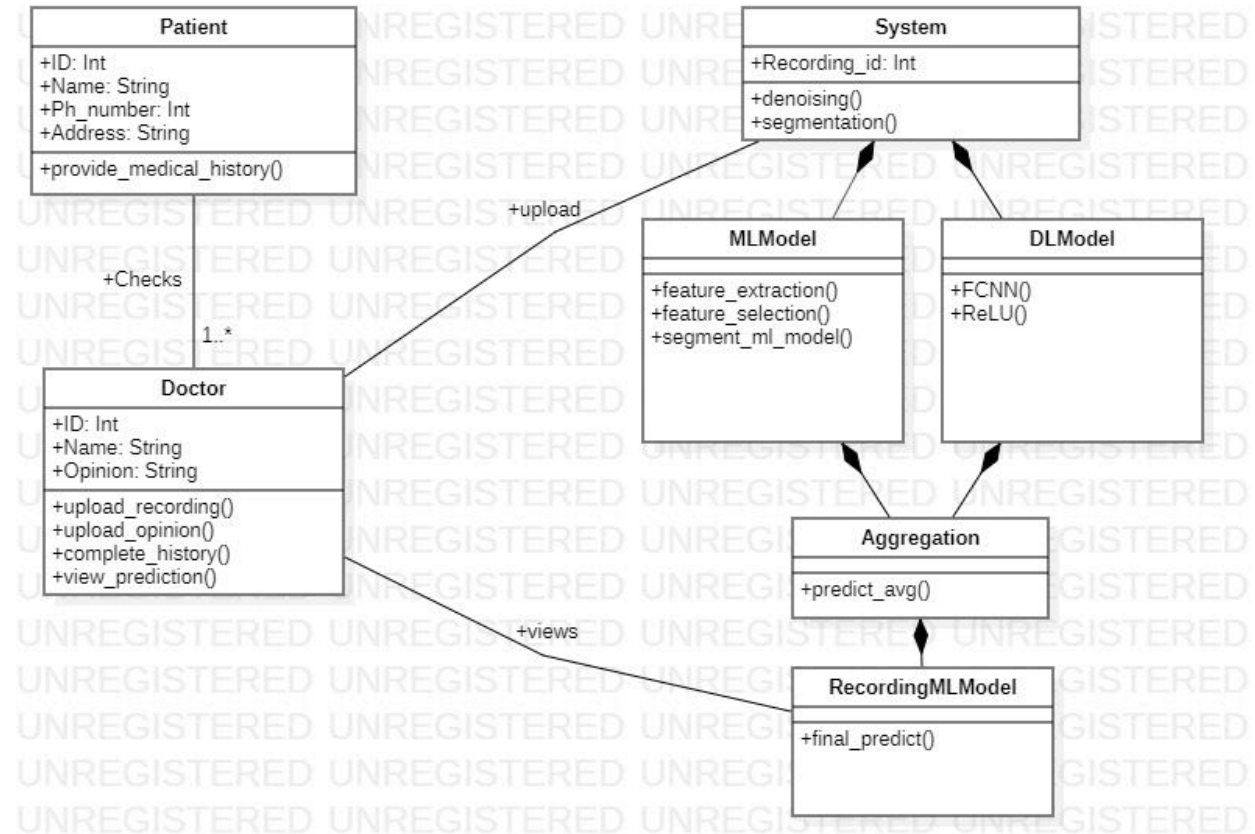 Patient
+ID: Int
+Name: String
+Ph_number: Int
+Address: String
+provide_medical_history()
System
+Recording_id: Int
+denoising()
+segmentation()
+upload
+Checks
1..*
MLModel
+feature_extraction()
+feature_selection()
+segment_ml_model()
DLModel
+FCNN()
+ReLU()
Doctor
+ID: Int
+Name: String
+Opinion: String
+upload_recording()
+upload_opinion()
+complete_history()
+view_prediction()
Aggregation
+predict_avg()
+views
RecordingMLModel
+final_predict()
UNREGISTERED